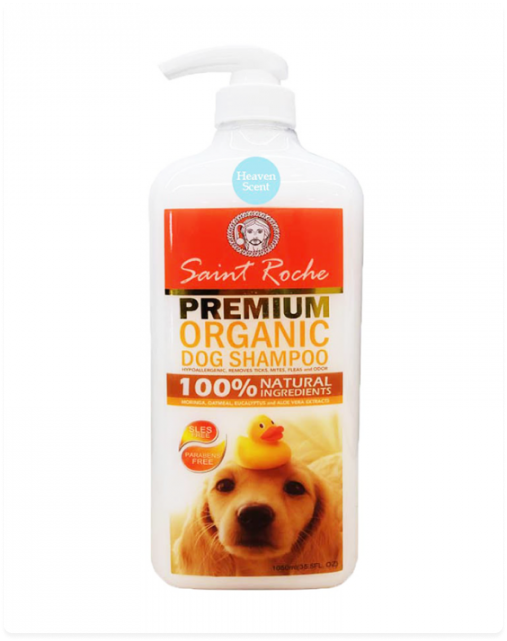 Heaven
Scent
Saint Roche
PREMIUM
ORGANIC
DOG SHAMPOO
HYPOALLERGENIC, REMOVES TICKS, MITES, FLEAS and ODOR
100% NATURAL
INGREDIENTS
MORINGA, OATMEAL, EUCALYPTUS and ALOE VERA EXTRACTS
SLES
FREE
PARABENS
FREE